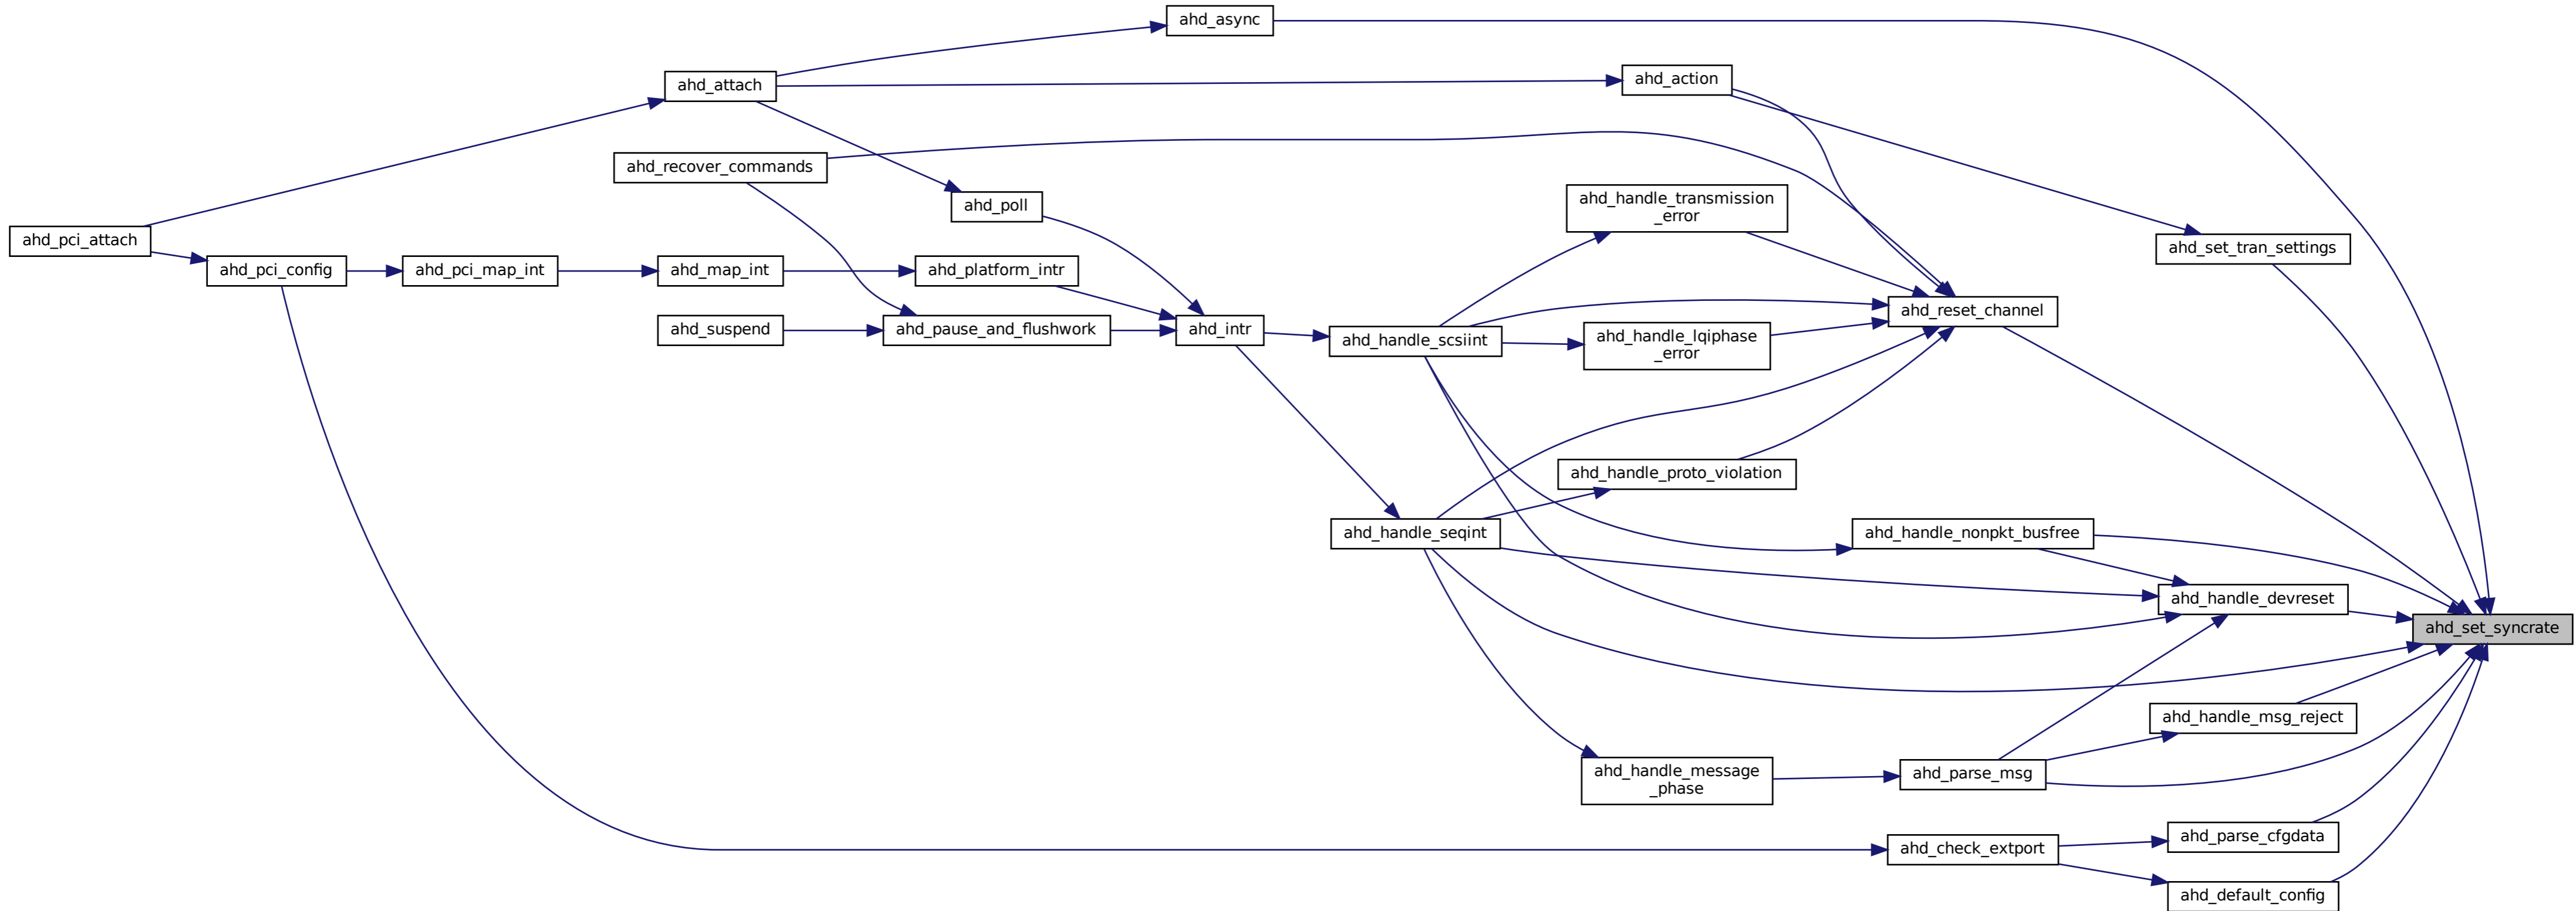 ahd_async
ahd_action
ahd_attach
ahd_recover_commands
ahd_poll
ahd_handle_transmission
_error
ahd_pci_attach
ahd_set_tran_settings
ahd_pci_config
ahd_pci_map_int
ahd_map_int
ahd_platform_intr
ahd_reset_channel
ahd_suspend
ahd_pause_and_flushwork
ahd_intr
ahd_handle_scsiint
ahd_handle_lqiphase
_error
ahd_handle_proto_violation
ahd_handle_seqint
ahd_handle_nonpkt_busfree
ahd_handle_devreset
ahd_set_syncrate
ahd_handle_msg_reject
ahd_handle_message
_phase
ahd_parse_msg
ahd_parse_cfgdata
ahd_check_extport
ahd_default_config